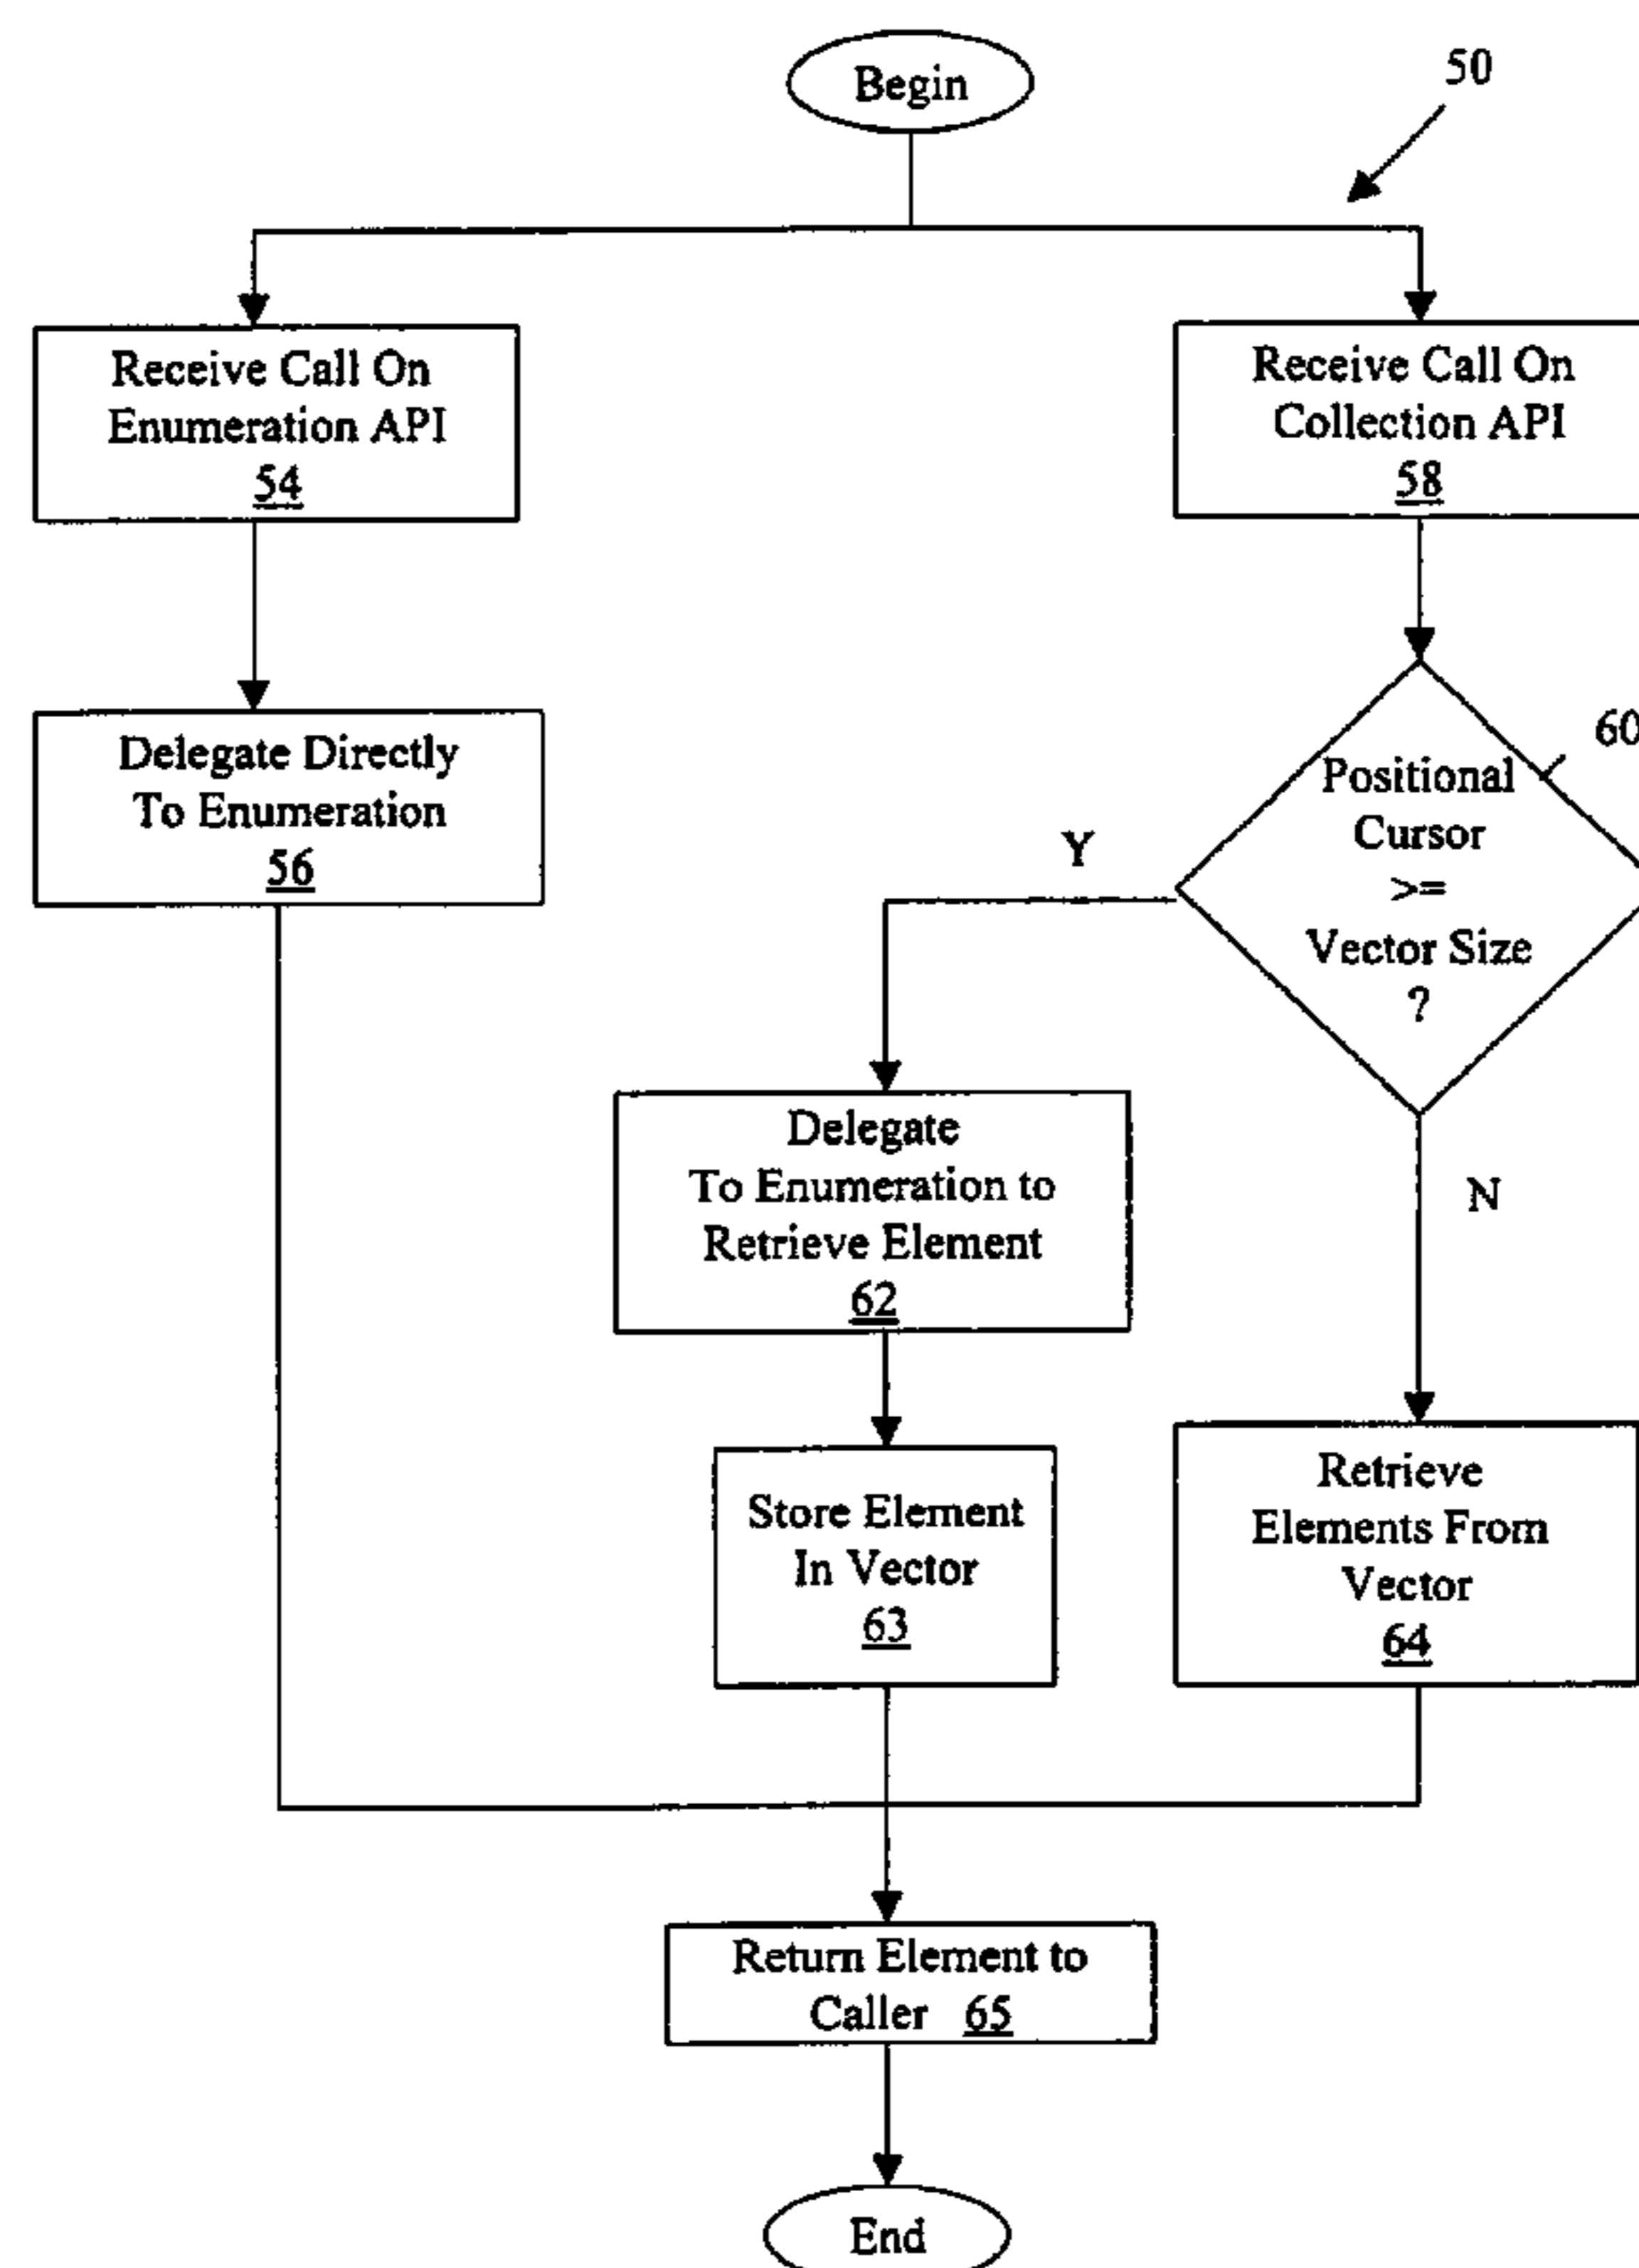 Begin
50
Receive Call On
Enumeration API
54
Receive Call On
Collection API
58
Delegate Directly
To Enumeration
56
60
Positional
Cursor
>=
Vector Size
?
Y
N
Delegate
To Enumeration to
Retrieve Element
62
Store Element
In Vector
63
Retrieve
Elements From
Vector
64
Return Element to
Caller 65
End